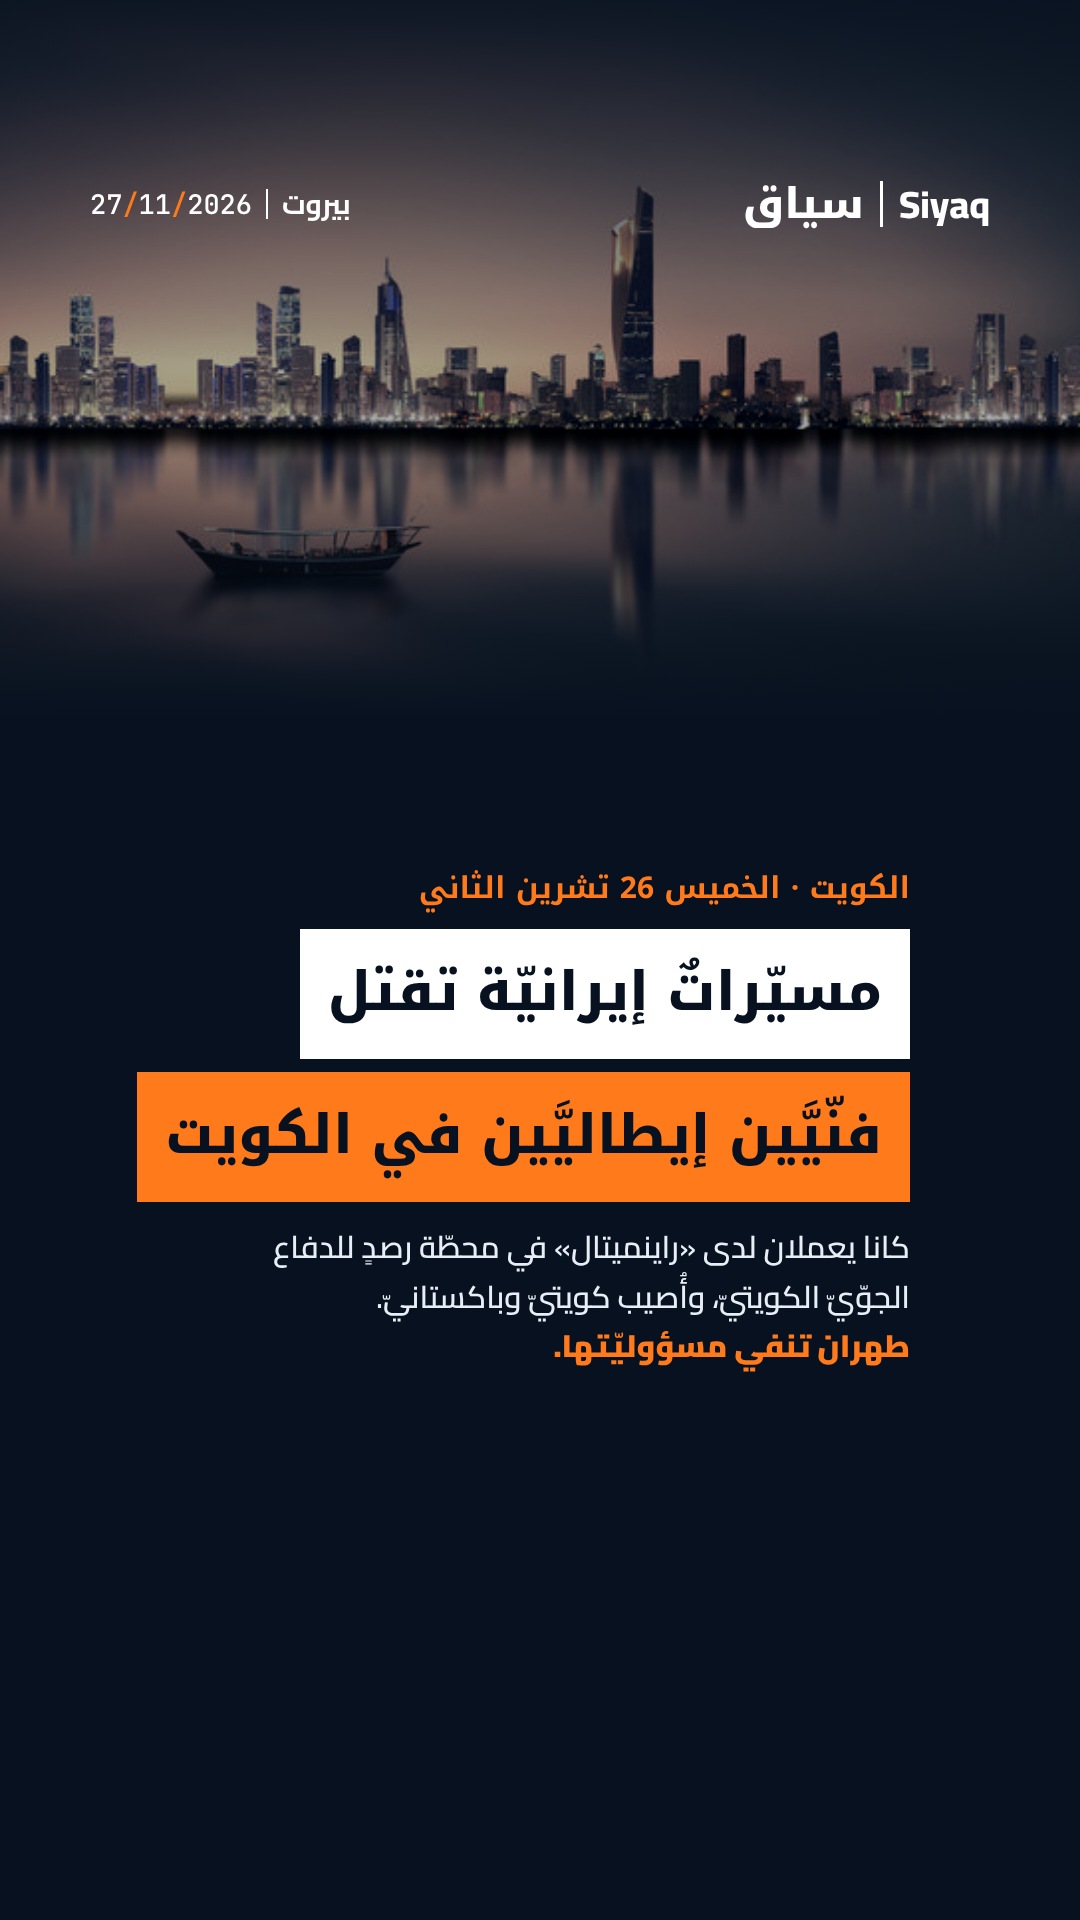 سياق | Siyaq
بيروت | 27/11/2026
الكويت · الخميس 26 تشرين الثاني
مسيّراتٌ إيرانيّة تقتل
فنّيَّين إيطاليَّين في الكويت
كانا يعملان لدى «راينميتال» في محطّة رصدٍ للدفاع
الجوّيّ الكويتيّ، وأُصيب كويتيّ وباكستانيّ.
طهران تنفي مسؤوليّتها.